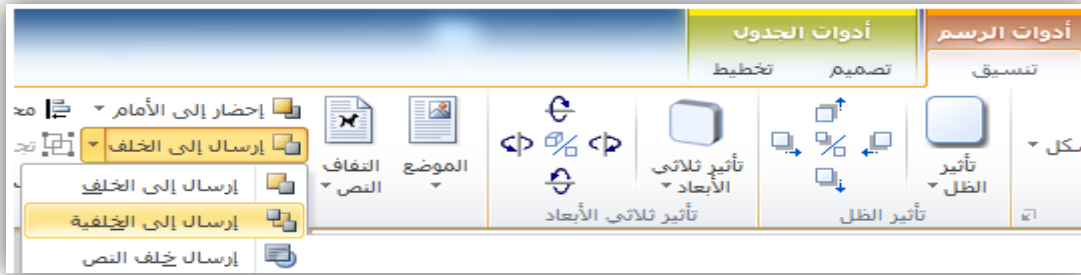 أدوات الرسم
أدوات الجدول
تنسيق
تصميم
تخطيط
تأثير
الظل
تأثير الظل
تأثير ثلاثي
الأبعاد
تأثير ثلاثي الأبعاد
الموضع
التفاف
النص
إحضار إلى الأمام
إرسال إلى الخلف
إرسال إلى الخلف
إرسال إلى الخلفية
إرسال خلف النص